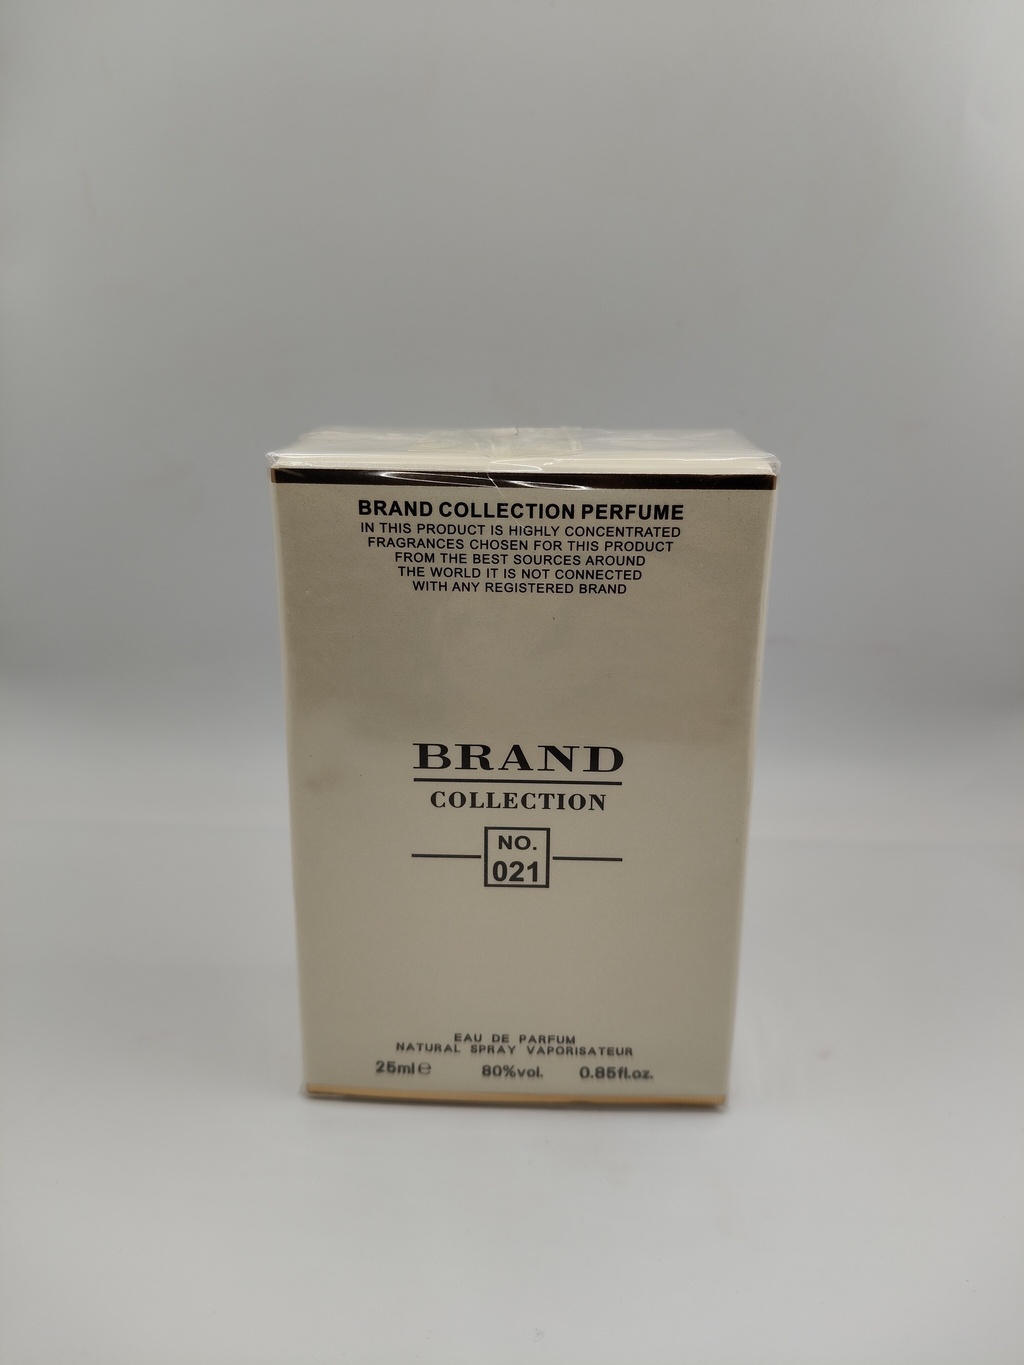 BRAND COLLECTION PERFUME
IN THIS PRODUCT IS HIGHLY CONCENTRATED
FRAGRANCES CHOSEN FOR THIS PRODUCT
FROM THE BEST SOURCES AROUND
THE WORLD IT IS NOT CONNECTED
WITH ANY REGISTERED BRAND
BRAND
COLLECTION
NO.
021
EAU DE PARFUM
NATURAL SPRAY VAPORISATEUR
25ml℮ 80%vol. 0.85fl.oz.